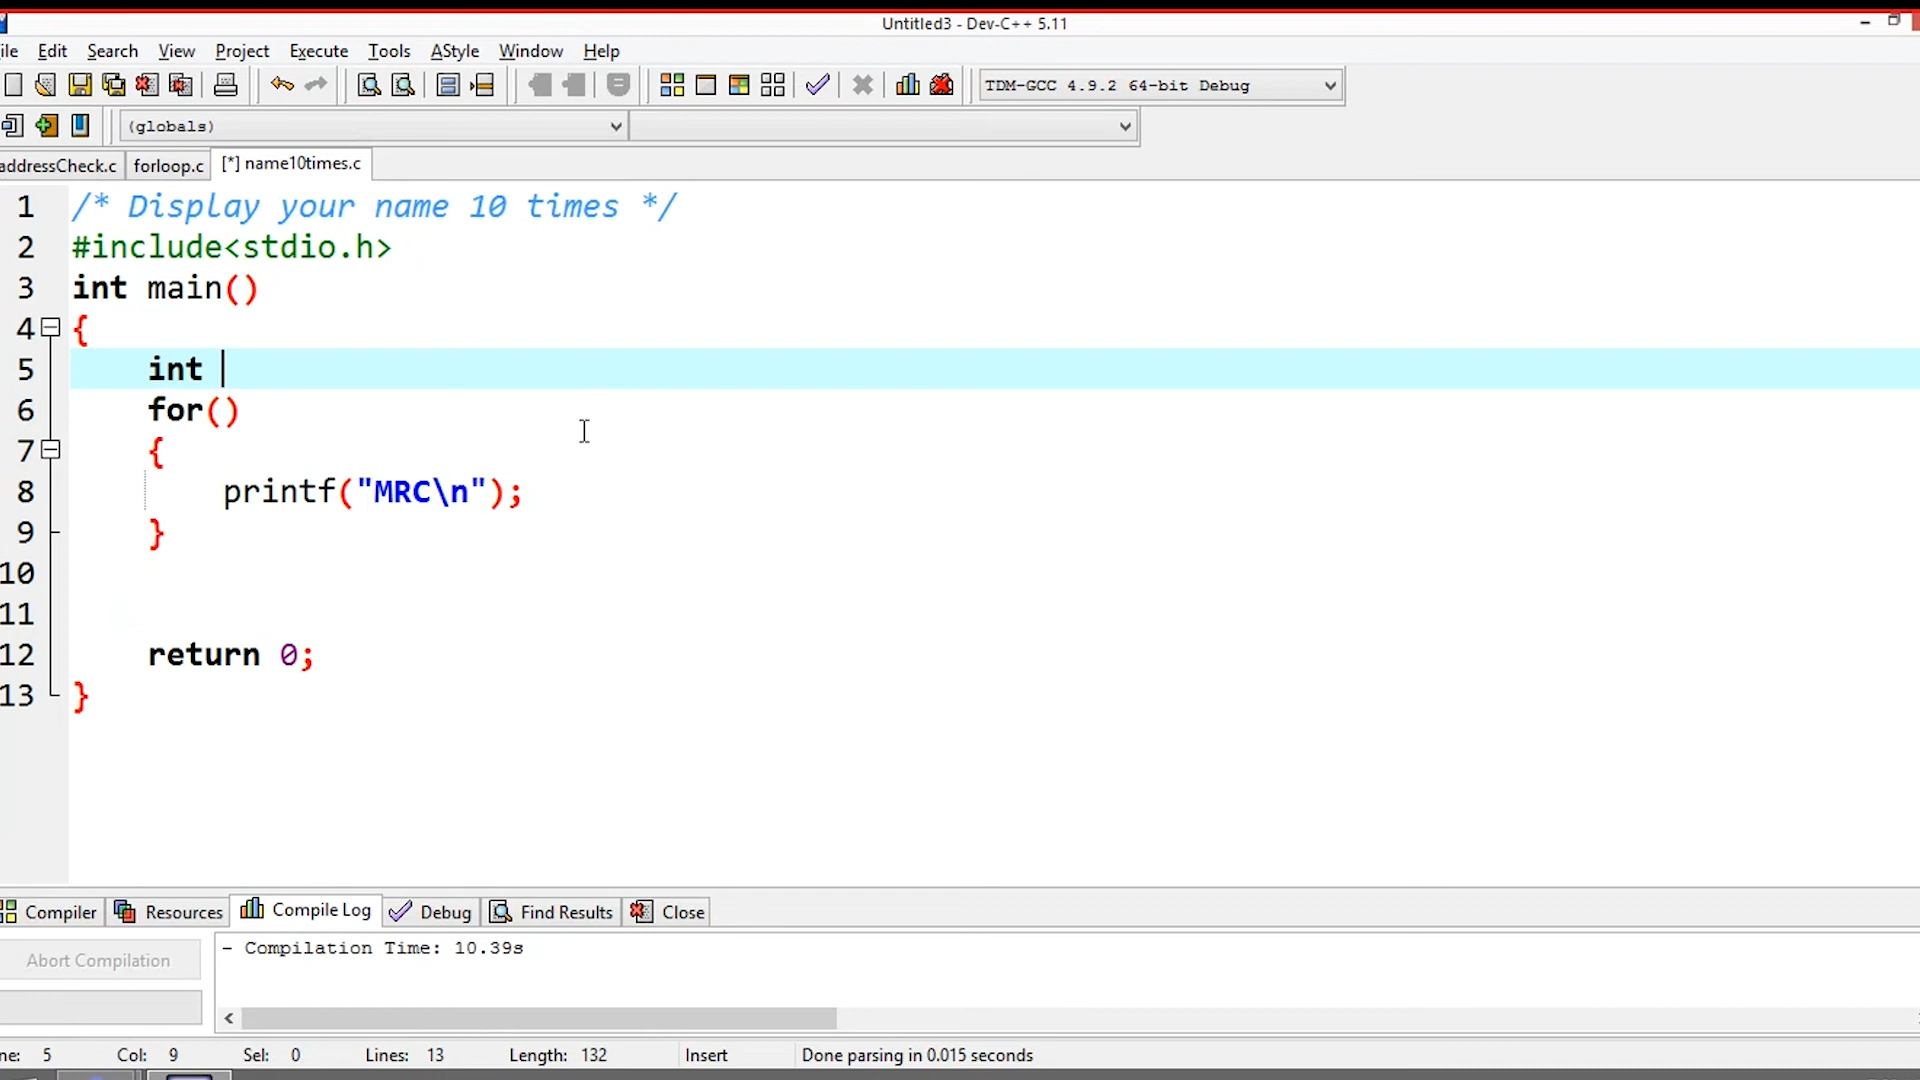 Untitled3 - Dev-C++ 5.11
ile Edit Search View Project Execute Tools AStyle Window Help
TDM-GCC 4.9.2 64-bit Debug
(globals)
addressCheck.c forloop.c [*] name10times.c
1 /* Display your name 10 times */
2 #include<stdio.h>
3 int main()
4 {
5 int
6 for()
7 {
8 printf("MRC\n");
9 }
10
11
12 return 0;
13 }
Compiler Resources Compile Log Debug Find Results Close
Abort Compilation
- Compilation Time: 10.39s
ne: 5 Col: 9 Sel: 0 Lines: 13 Length: 132 Insert Done parsing in 0.015 seconds